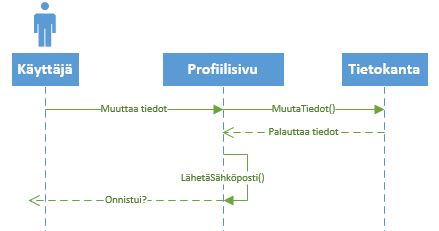 Käyttäjä
Profiilisivu
Tietokanta
Muuttaa tiedot
MuutaTiedot()
Palauttaa tiedot
LähetäSähköposti()
Onnistui?